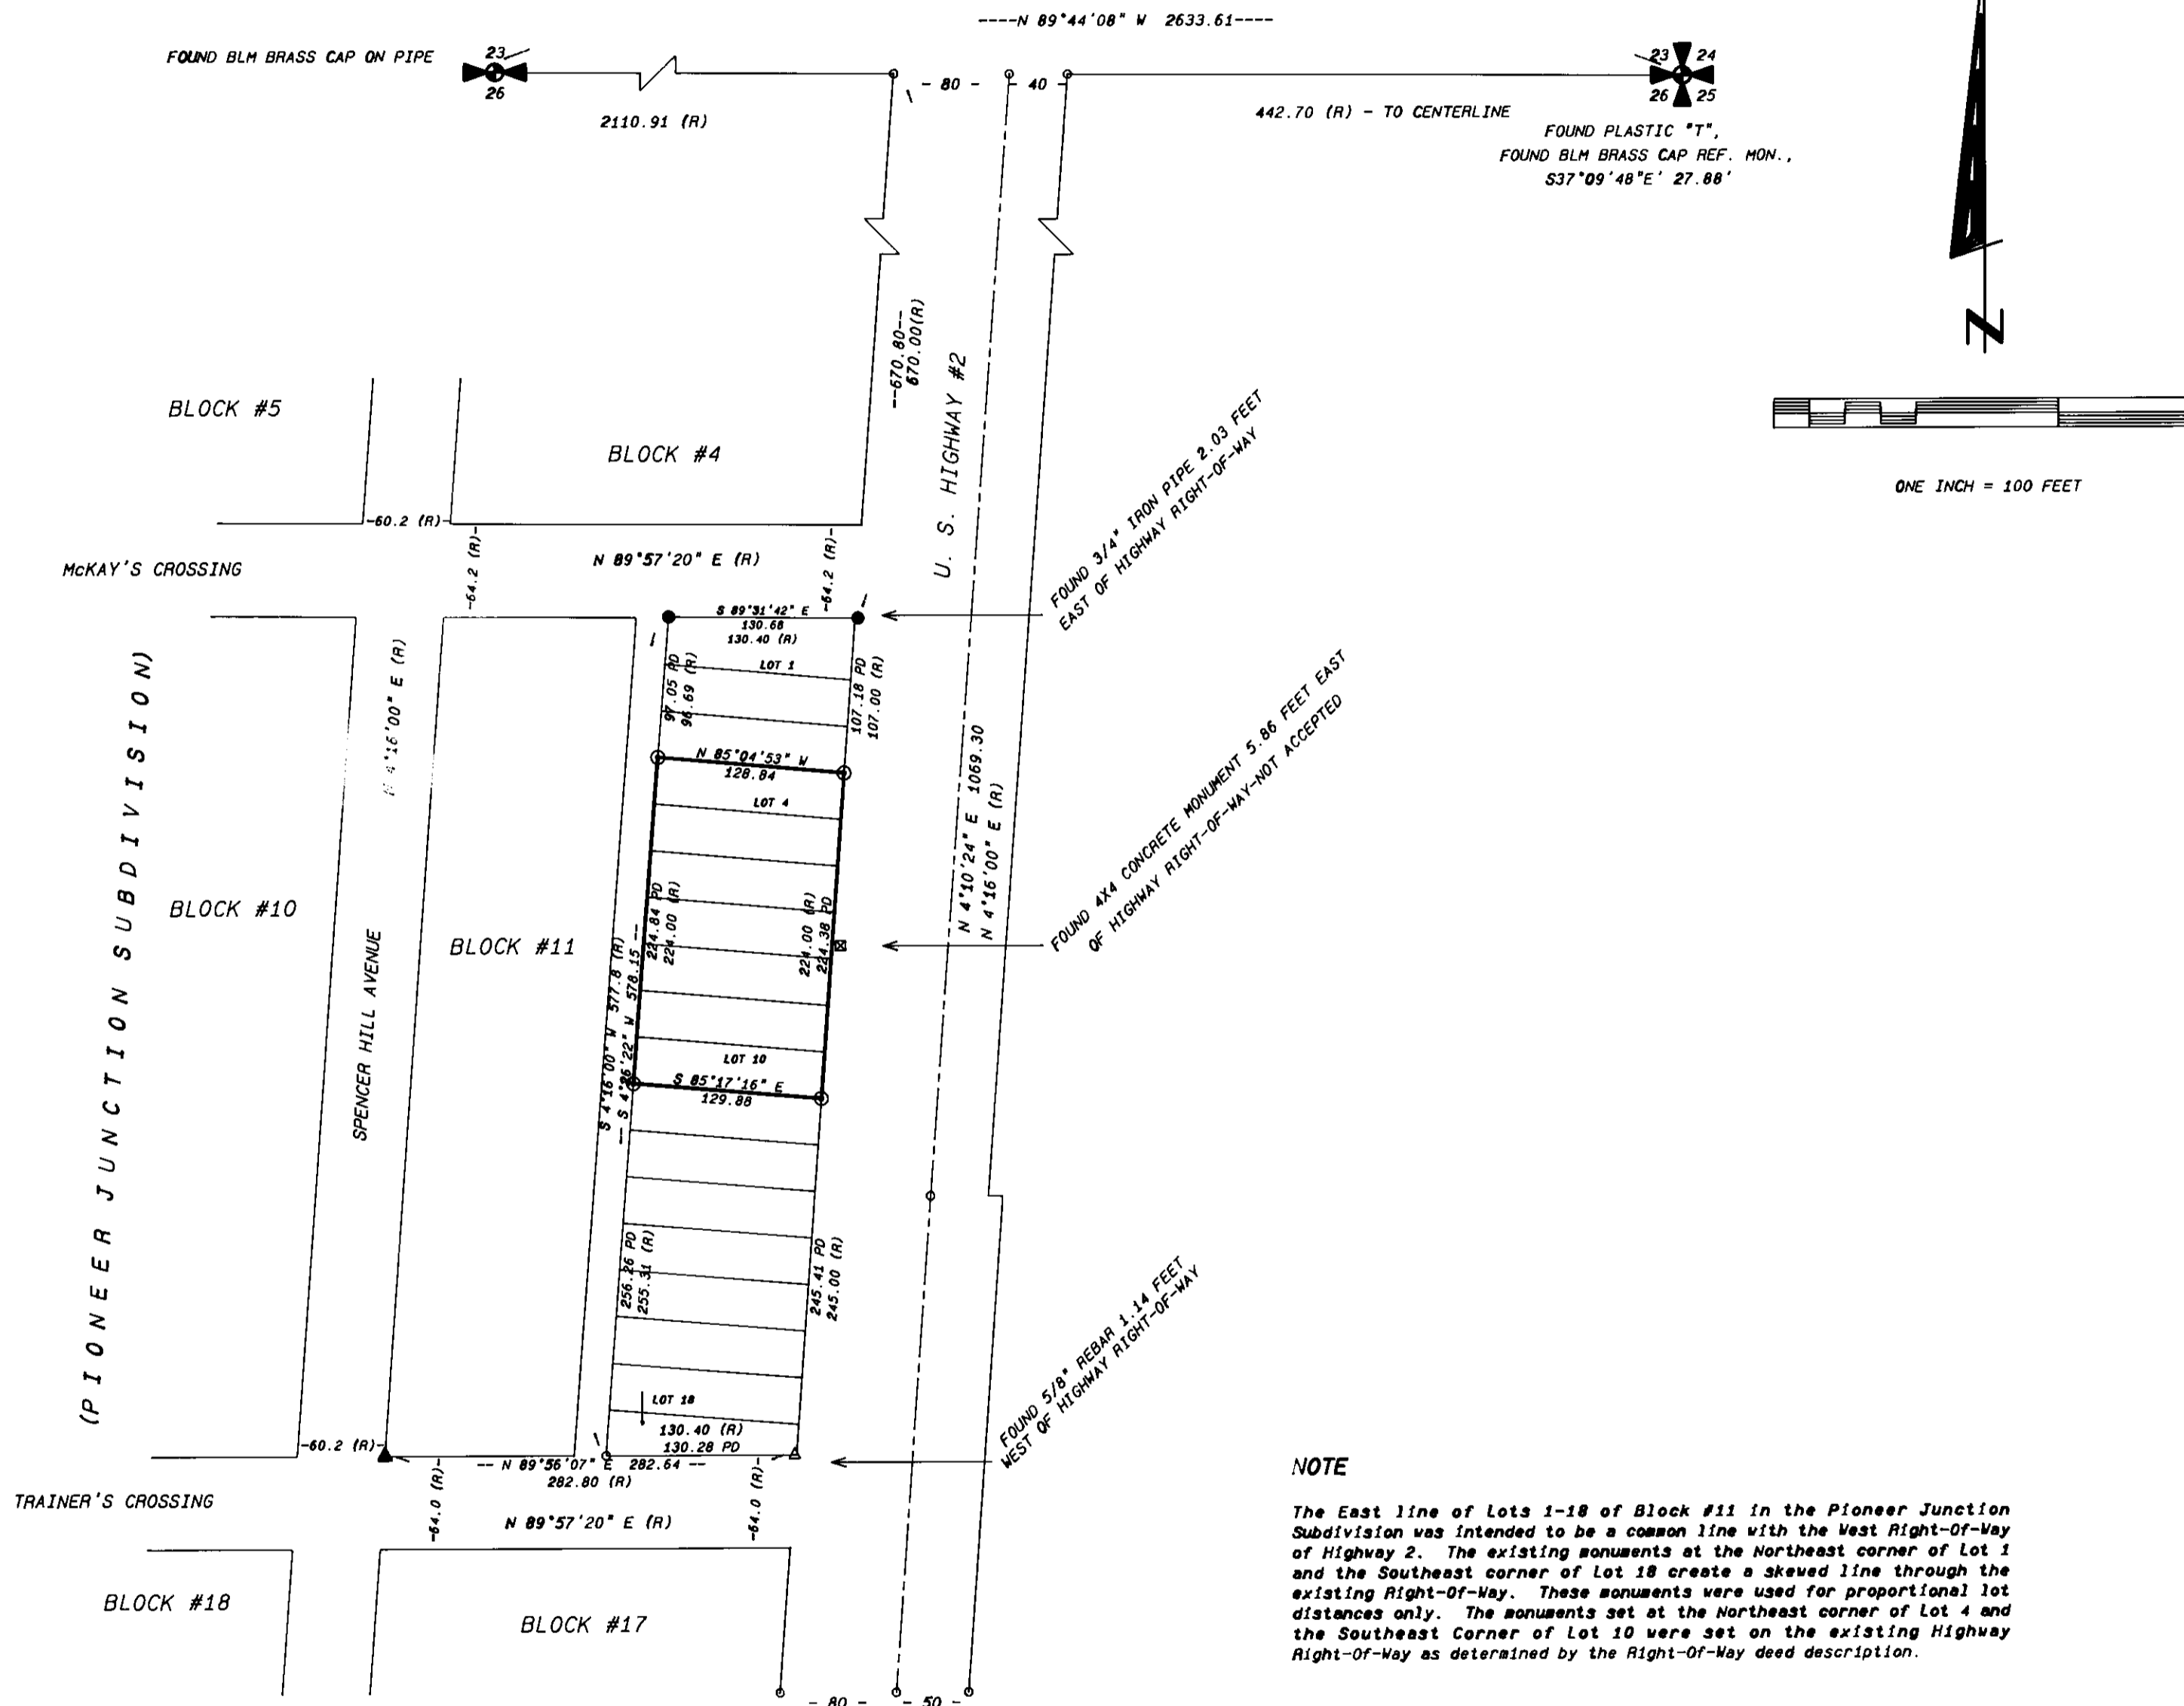 ----N 89°44'08" W 2633.61----
FOUND BLM BRASS CAP ON PIPE
23
26
- 80 -
- 40 -
23 24
26 25
2110.91 (R)
442.70 (R) - TO CENTERLINE
FOUND PLASTIC "T",
FOUND BLM BRASS CAP REF. MON.,
S37°09'48"E' 27.88'
N
ONE INCH = 100 FEET
--670.80--
670.00(R)
U. S. HIGHWAY #2
BLOCK #5
BLOCK #4
-60.2 (R)-
-64.2 (R)-
-64.2 (R)-
N 89°57'20" E (R)
McKAY'S CROSSING
FOUND 3/4" IRON PIPE 2.03 FEET
EAST OF HIGHWAY RIGHT-OF-WAY
S 89°31'42" E
130.68
130.40 (R)
LOT 1
97.05 PD
96.69 (R)
107.18 PD
107.00 (R)
N 4°16'00" E (R)
(PIONEER JUNCTION SUBDIVISION)
N 85°04'53" W
128.84
LOT 4
N 4°10'24" E 1069.30
N 4°16'00" E (R)
FOUND 4X4 CONCRETE MONUMENT 5.86 FEET EAST
OF HIGHWAY RIGHT-OF-WAY-NOT ACCEPTED
BLOCK #10
SPENCER HILL AVENUE
BLOCK #11
224.84 PD
224.00 (R)
224.00 (R)
224.38 PD
S 4°16'00" W 577.8 (R)
-- S 4°26'22" W 578.15 --
LOT 10
S 85°17'16" E
129.88
256.26 PD
255.31 (R)
245.41 PD
245.00 (R)
FOUND 5/8" REBAR 1.14 FEET
WEST OF HIGHWAY RIGHT-OF-WAY
LOT 18
130.40 (R)
130.28 PD
-60.2 (R)-
-- N 89°56'07" E 282.64 --
282.80 (R)
-64.0 (R)-
-64.0 (R)-
TRAINER'S CROSSING
N 89°57'20" E (R)
BLOCK #18
BLOCK #17
- 80 -
- 50 -
NOTE
The East line of Lots 1-18 of Block #11 in the Pioneer Junction
Subdivision was intended to be a common line with the West Right-Of-Way
of Highway 2. The existing monuments at the Northeast corner of Lot 1
and the Southeast corner of Lot 18 create a skewed line through the
existing Right-Of-Way. These monuments were used for proportional lot
distances only. The monuments set at the Northeast corner of Lot 4 and
the Southeast Corner of Lot 10 were set on the existing Highway
Right-Of-Way as determined by the Right-Of-Way deed description.